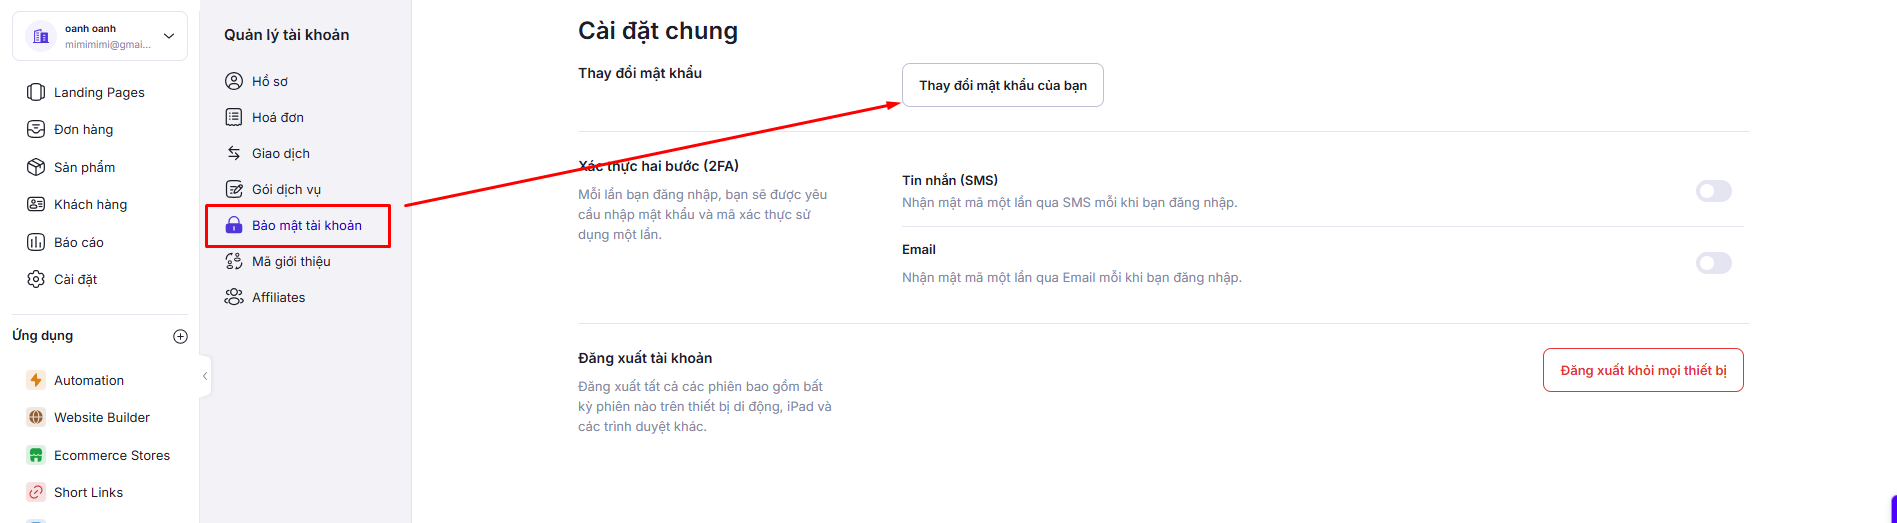 oanh oanh
mimimimi@gmai...
Landing Pages
Đơn hàng
Sản phẩm
Khách hàng
Báo cáo
Cài đặt
Ứng dụng
Automation
Website Builder
Ecommerce Stores
Short Links
Quản lý tài khoản
Hồ sơ
Hoá đơn
Giao dịch
Gói dịch vụ
Bảo mật tài khoản
Mã giới thiệu
Affiliates
Cài đặt chung
Thay đổi mật khẩu
Thay đổi mật khẩu của bạn
Xác thực hai bước (2FA)
Mỗi lần bạn đăng nhập, bạn sẽ được yêu
cầu nhập mật khẩu và mã xác thực sử
dụng một lần.
Tin nhắn (SMS)
Nhận mật mã một lần qua SMS mỗi khi bạn đăng nhập.
Email
Nhận mật mã một lần qua Email mỗi khi bạn đăng nhập.
Đăng xuất tài khoản
Đăng xuất tất cả các phiên bao gồm bất
kỳ phiên nào trên thiết bị di động, iPad và
các trình duyệt khác.
Đăng xuất khỏi mọi thiết bị